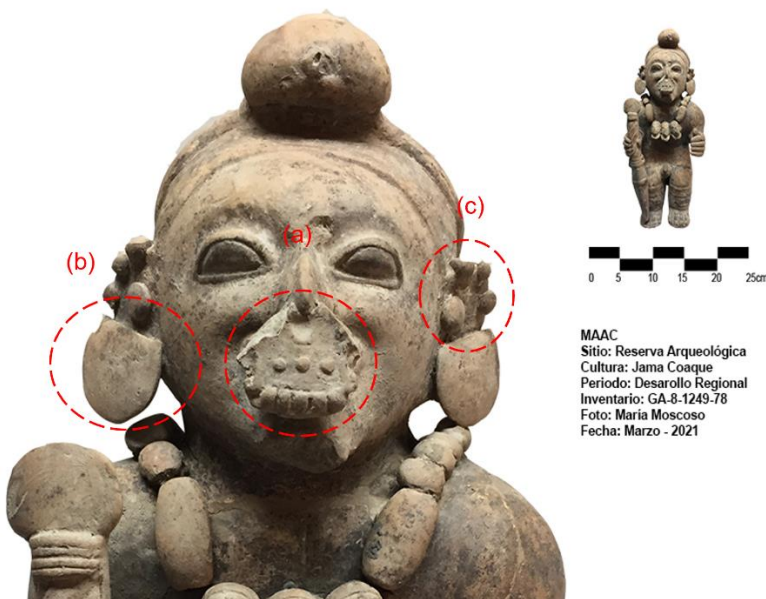 (c)
(a)
(b)
0 5 10 15 20 25cm
MAAC
Sitio: Reserva Arqueológica
Cultura: Jama Coaque
Periodo: Desarollo Regional
Inventario: GA-8-1249-78
Foto: María Moscoso
Fecha: Marzo - 2021